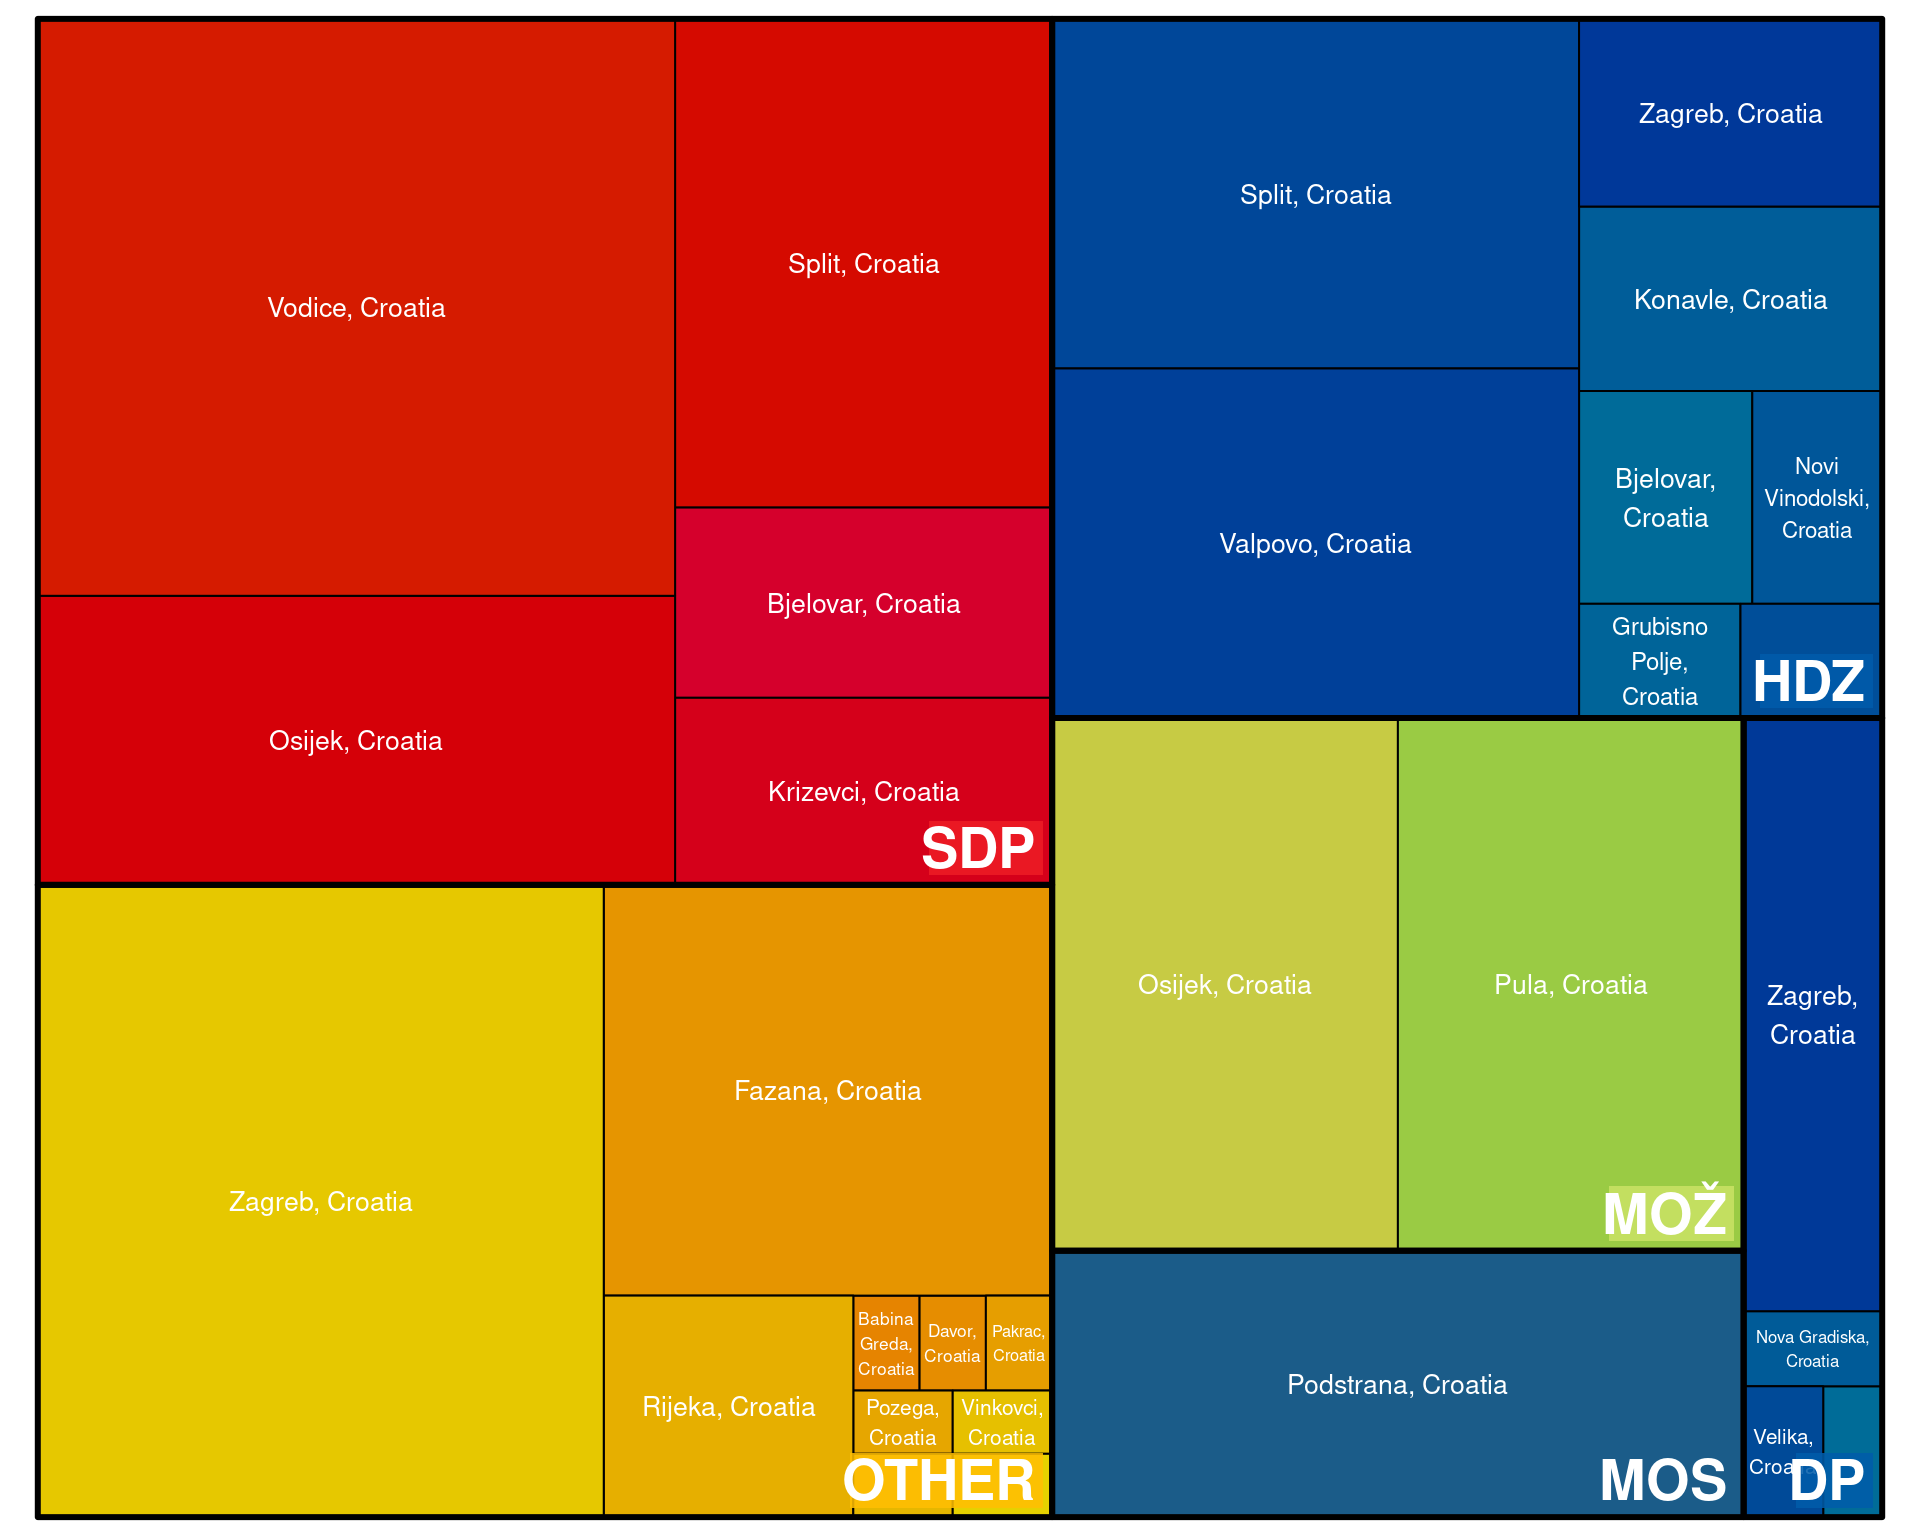 Vodice, Croatia
Split, Croatia
Osijek, Croatia
Bjelovar, Croatia
Krizevci, Croatia
SDP
Split, Croatia
Zagreb, Croatia
Konavle, Croatia
Valpovo, Croatia
Bjelovar,
Croatia
Novi
Vinodolski,
Croatia
Grubisno
Polje,
Croatia
HDZ
Zagreb, Croatia
Fazana, Croatia
Rijeka, Croatia
Babina
Greda,
Croatia
Davor,
Croatia
Pakrac,
Croatia
Pozega,
Croatia
Vinkovci,
Croatia
OTHER
Osijek, Croatia
Pula, Croatia
MOŽ
Podstrana, Croatia
MOS
Zagreb,
Croatia
Nova Gradiska,
Croatia
Velika,
DP